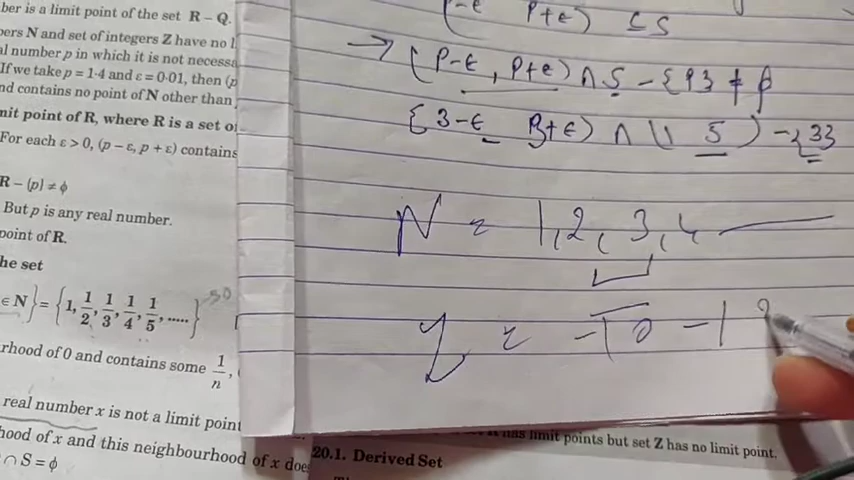 ber is a limit point of the set R – Q.
bers N and set of integers Z have no l
al number p in which it is not necessa
If we take p = 1·4 and ε = 0·01, then (p
nd contains no point of N other than
nit point of R, where R is a set o
For each ε > 0, (p – ε, p + ε) contains
R – {p} ≠ φ
But p is any real number.
point of R.
he set
∈ N} = {1, 1/2, 1/3, 1/4, 1/5, .....}
rhood of 0 and contains some 1/n,
real number x is not a limit point
hood of x and this neighbourhood of x doe
∩ S = φ
p-ε p+ε) ⊆ S
→ (p-ε, p+ε) ∩ S - {p} ≠ φ
{3-ε 3+ε) ∩ ( 5 ) - {3}
N = 1, 2, 3, 4
= -10 -1 2
has limit points but set Z has no limit point.
20.1. Derived Set